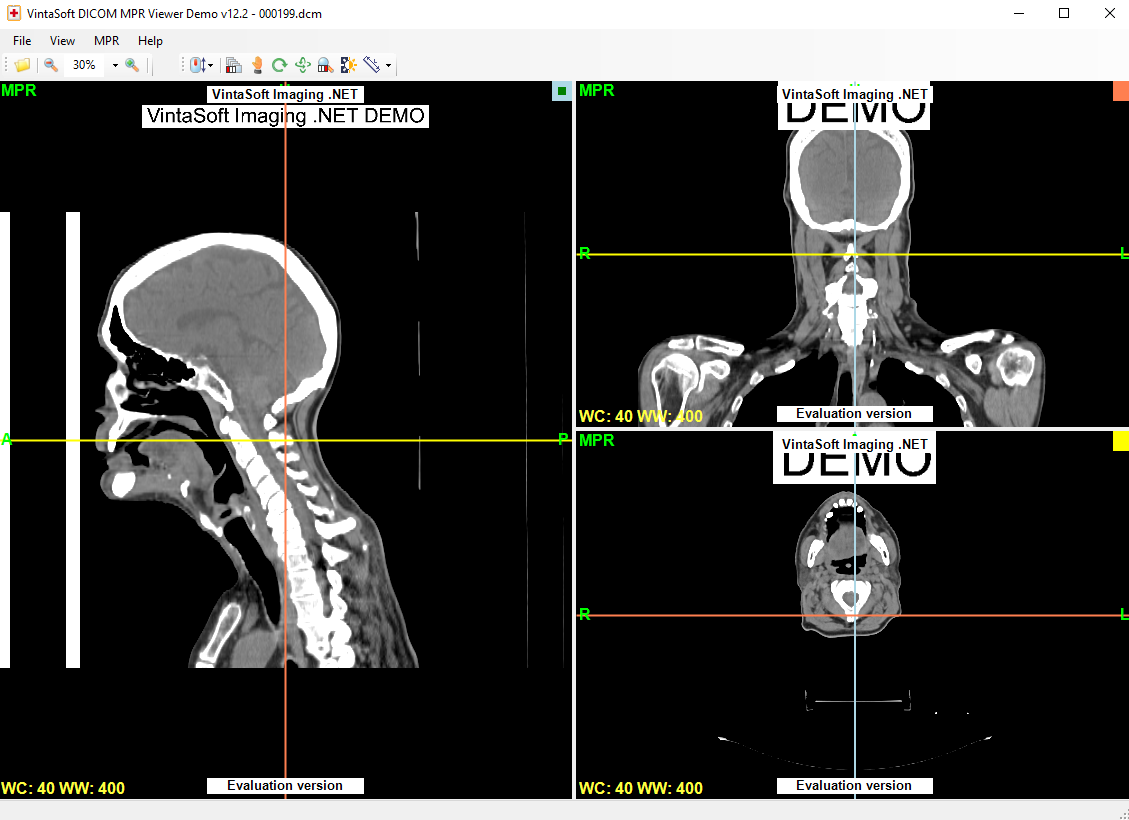 VintaSoft DICOM MPR Viewer Demo v12.2 - 000199.dcm
File View MPR Help
30%
MPR
VintaSoft Imaging .NET
VintaSoft Imaging .NET DEMO
A
P
WC: 40 WW: 400
Evaluation version
MPR
VintaSoft Imaging .NET
DEMO
R
L
WC: 40 WW: 400
Evaluation version
MPR
VintaSoft Imaging .NET
DEMO
R
L
WC: 40 WW: 400
Evaluation version